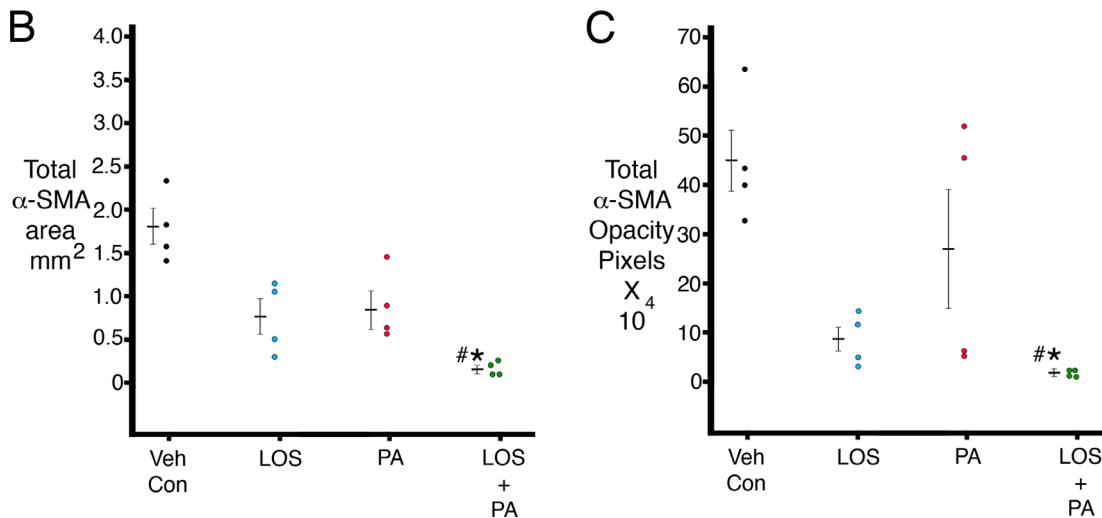 B
4.0
3.5
3.0
2.5
2.0
1.5
1.0
0.5
0
Total
α-SMA
area
mm2
#*
Veh
Con
LOS
PA
LOS
+
PA
C
70
60
50
40
30
20
10
0
Total
α-SMA
Opacity
Pixels
X 4
10
#*
Veh
Con
LOS
PA
LOS
+
PA